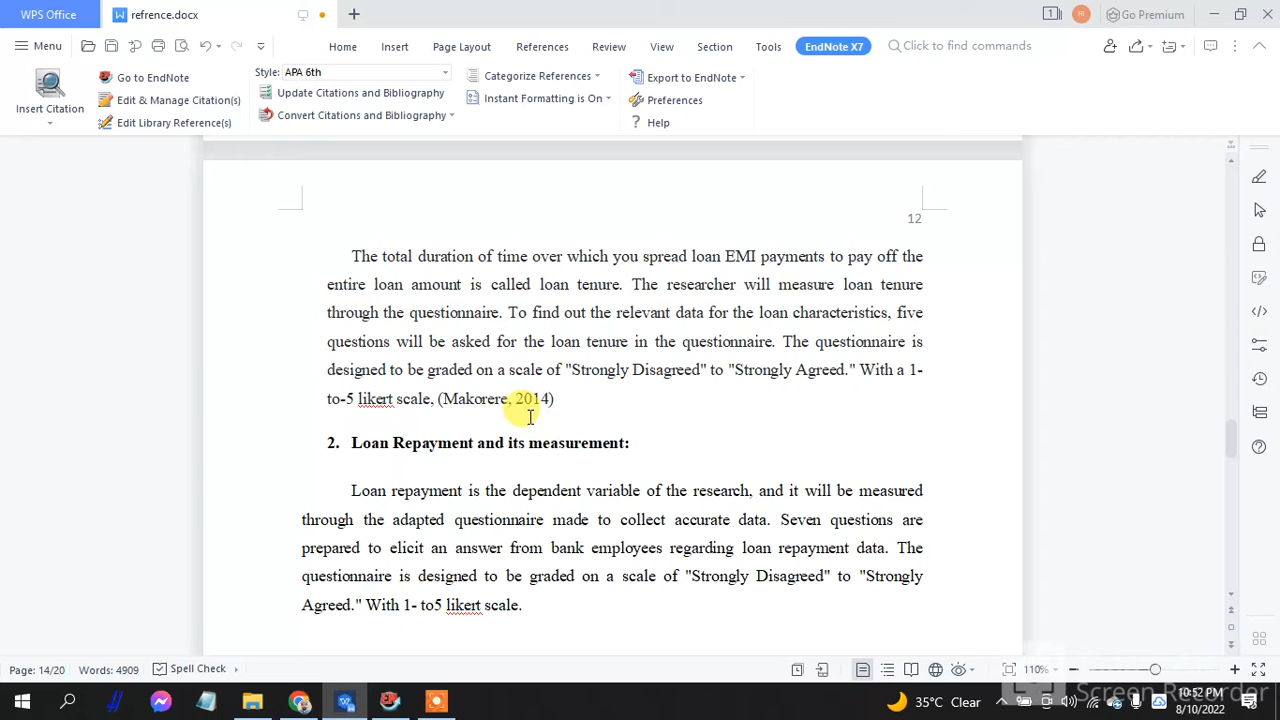 WPS Office
refrence.docx
1
RI
Go Premium
Menu
Home
Insert
Page Layout
References
Review
View
Section
Tools
EndNote X7
Click to find commands
Insert Citation
Go to EndNote
Edit & Manage Citation(s)
Edit Library Reference(s)
Style: APA 6th
Update Citations and Bibliography
Convert Citations and Bibliography
Categorize References
Instant Formatting is On
Export to EndNote
Preferences
Help
12
The total duration of time over which you spread loan EMI payments to pay off the
entire loan amount is called loan tenure. The researcher will measure loan tenure
through the questionnaire. To find out the relevant data for the loan characteristics, five
questions will be asked for the loan tenure in the questionnaire. The questionnaire is
designed to be graded on a scale of "Strongly Disagreed" to "Strongly Agreed." With a 1-
to-5 likert scale, (Makorere, 2014)
2. Loan Repayment and its measurement:
Loan repayment is the dependent variable of the research, and it will be measured
through the adapted questionnaire made to collect accurate data. Seven questions are
prepared to elicit an answer from bank employees regarding loan repayment data. The
questionnaire is designed to be graded on a scale of "Strongly Disagreed" to "Strongly
Agreed." With 1- to5 likert scale.
Page: 14/20
Words: 4909
Spell Check
110%
Screen Recorder
35°C Clear
10:52 PM
8/10/2022